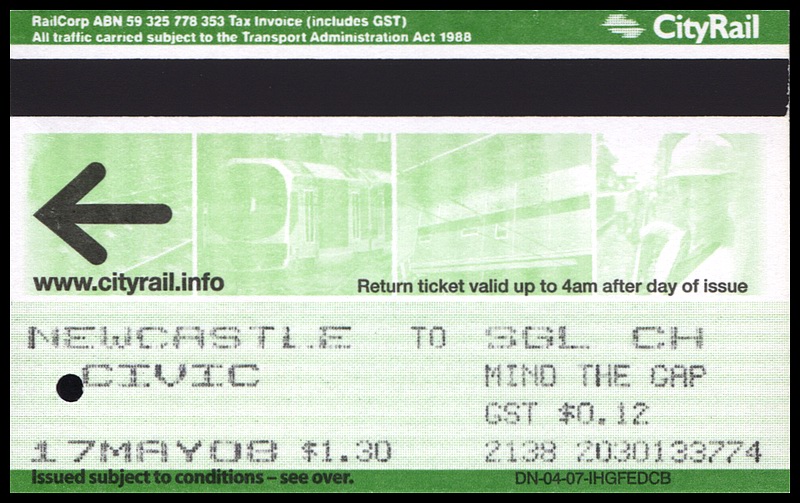 RailCorp ABN 59 325 778 353 Tax Invoice (includes GST)
All traffic carried subject to the Transport Administration Act 1988
CityRail
www.cityrail.info
Return ticket valid up to 4am after day of issue
NEWCASTLE TO SGL CH
CIVIC MIND THE GAP
GST $0.12
17MAY08 $1.30 2138 2030133774
Issued subject to conditions – see over.
DN-04-07-IHGFEDCB